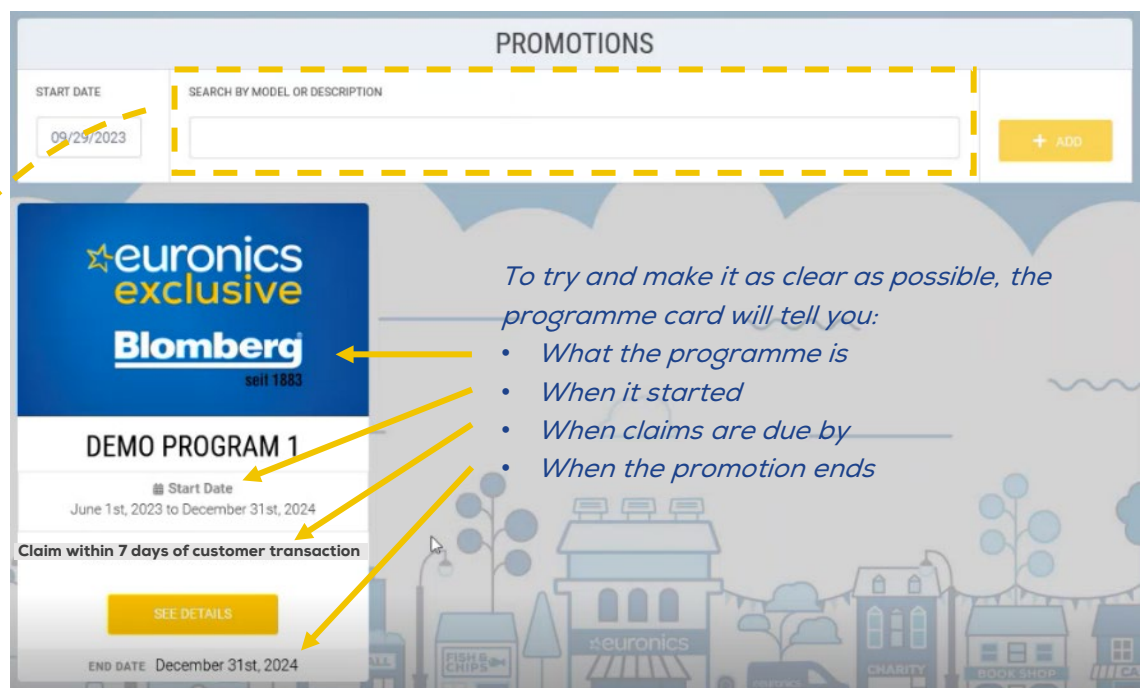 PROMOTIONS
START DATE
SEARCH BY MODEL OR DESCRIPTION
09/29/2023
+ ADD
euronics
exclusive
Blomberg
seit 1883
DEMO PROGRAM 1
Start Date
June 1st, 2023 to December 31st, 2024
Claim within 7 days of customer transaction
SEE DETAILS
END DATE December 31st, 2024
To try and make it as clear as possible, the
programme card will tell you:
• What the programme is
• When it started
• When claims are due by
• When the promotion ends
FISH &
CHIPS
euronics
euronics
CHARITY
BOOK SHOP